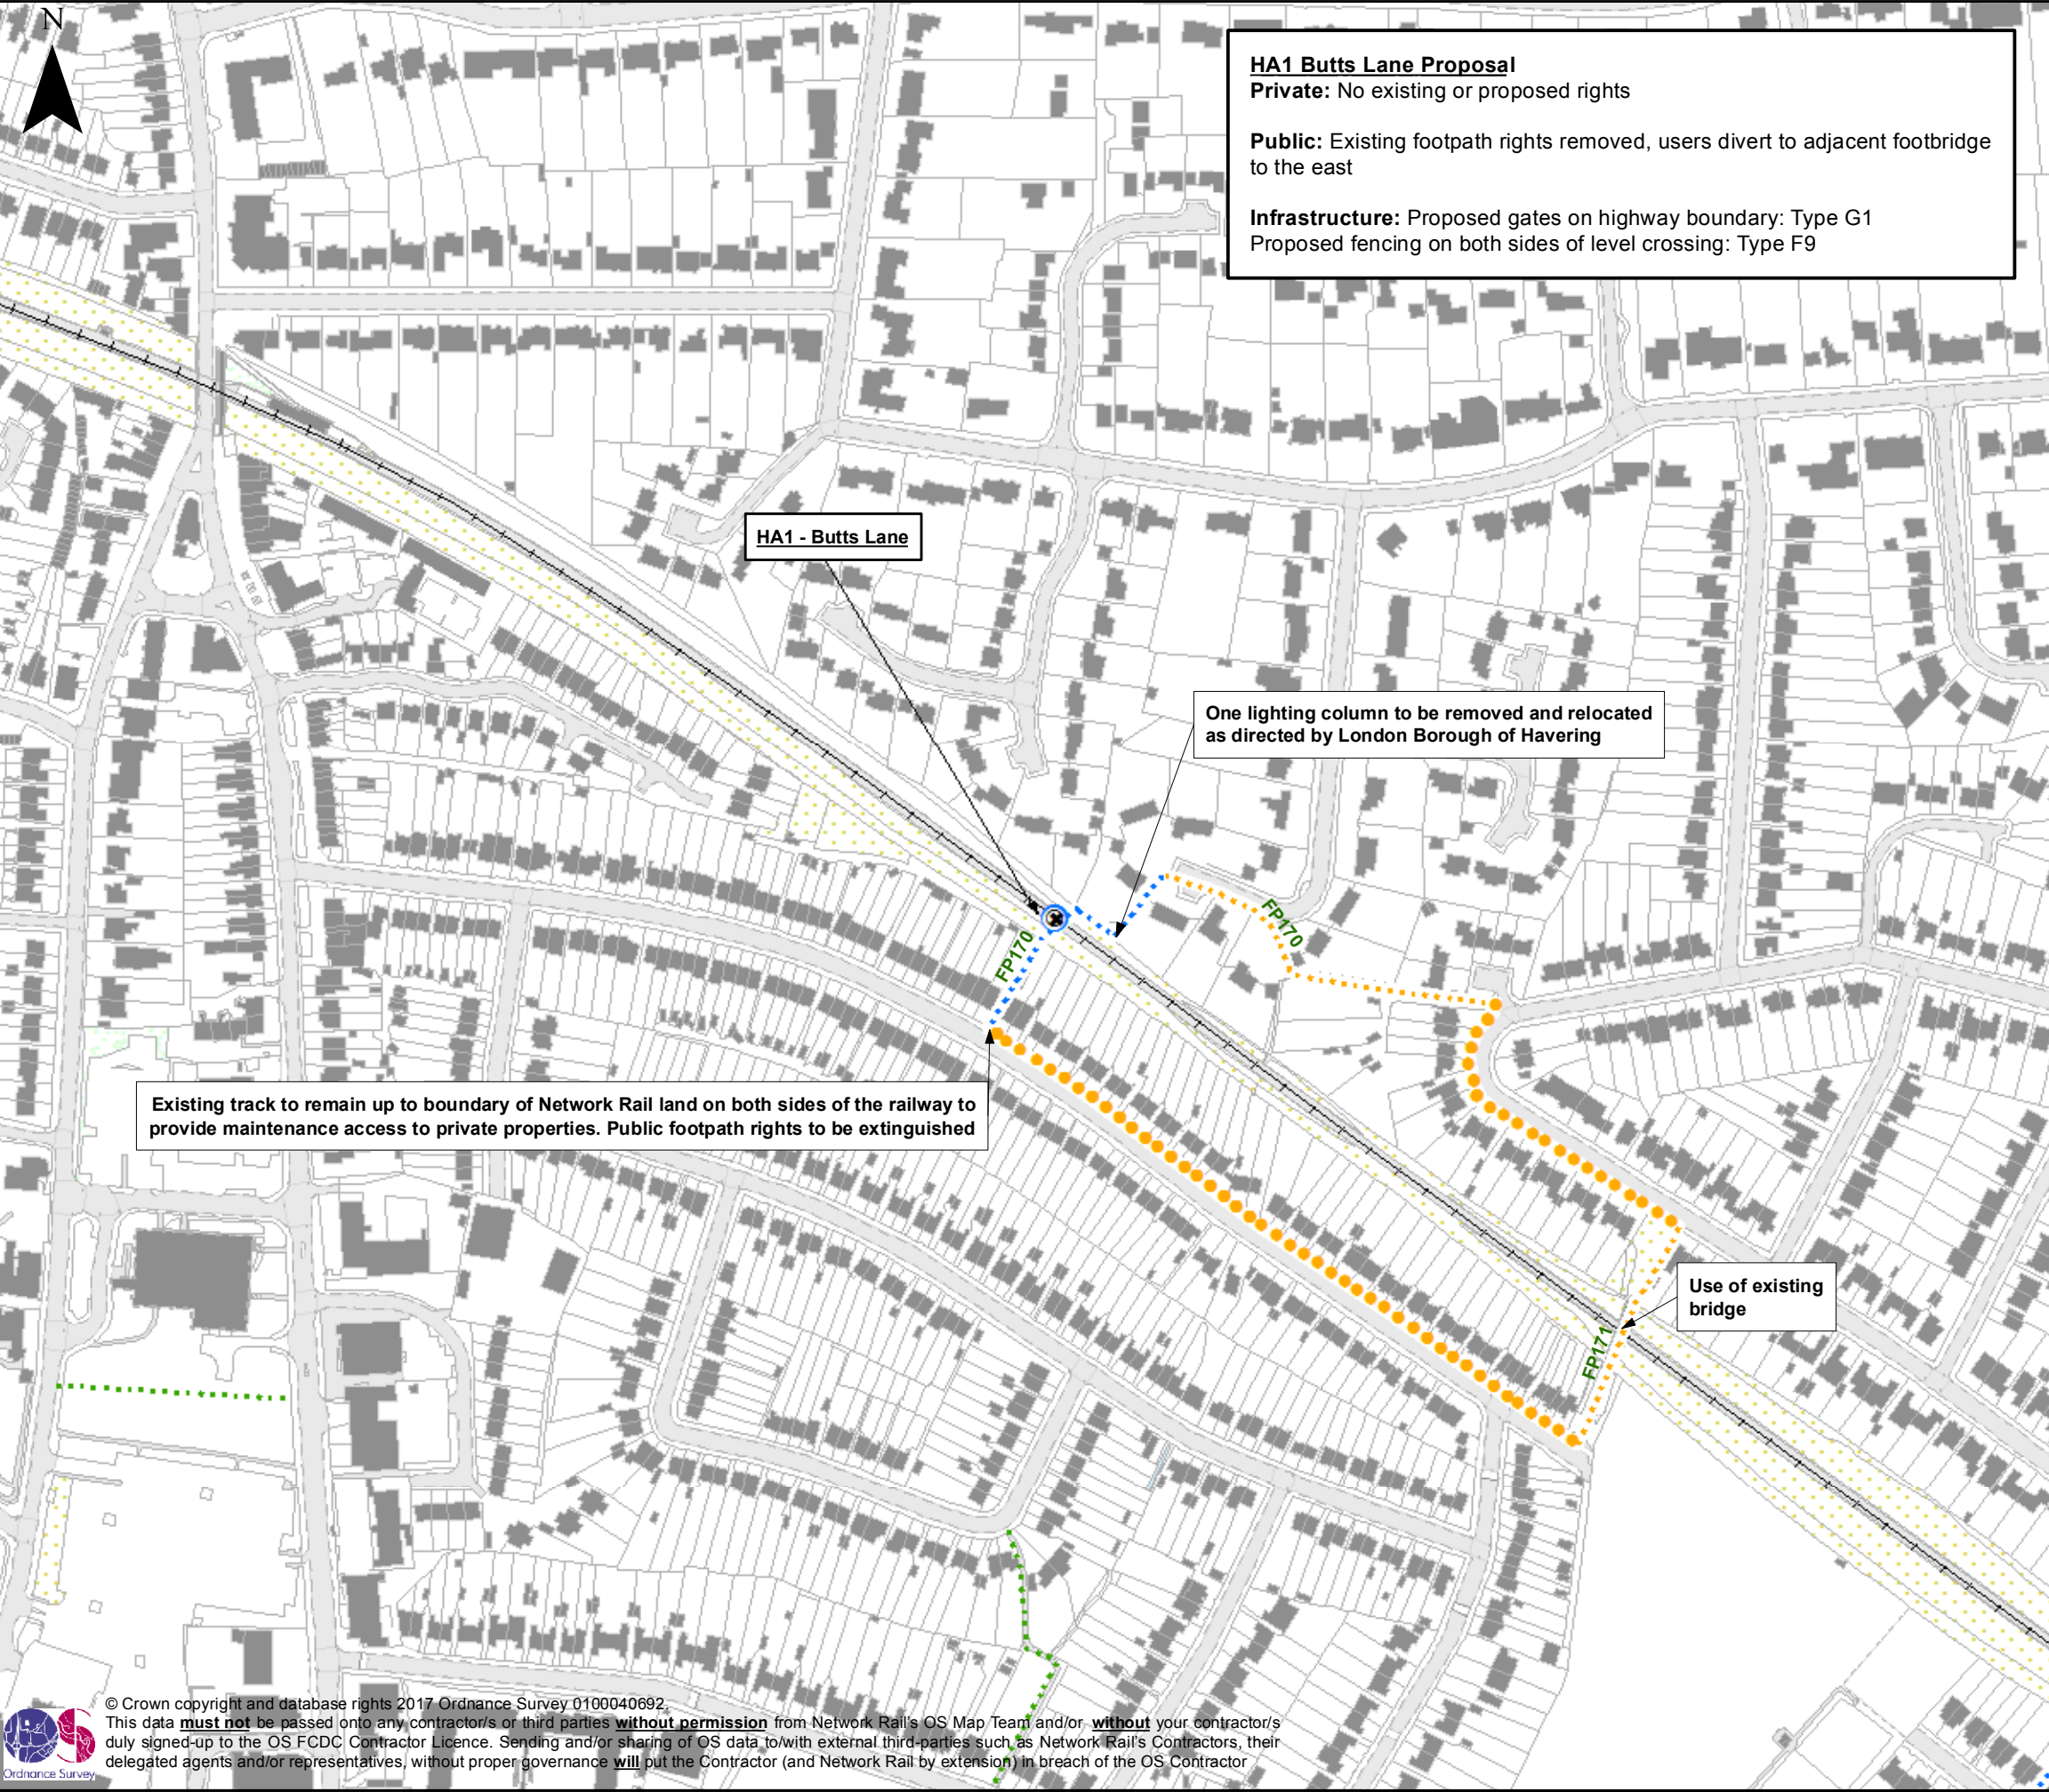 N
HA1 Butts Lane Proposal
Private: No existing or proposed rights
Public: Existing footpath rights removed, users divert to adjacent footbridge
to the east
Infrastructure: Proposed gates on highway boundary: Type G1
Proposed fencing on both sides of level crossing: Type F9
HA1 - Butts Lane
One lighting column to be removed and relocated
as directed by London Borough of Havering
FP170
FP170
Existing track to remain up to boundary of Network Rail land on both sides of the railway to
provide maintenance access to private properties. Public footpath rights to be extinguished
Use of existing
bridge
FP171
© Crown copyright and database rights 2017 Ordnance Survey 0100040692.
This data must not be passed onto any contractor/s or third parties without permission from Network Rail's OS Map Team and/or without your contractor/s
duly signed-up to the OS FCDC Contractor Licence. Sending and/or sharing of OS data to/with external third-parties such as Network Rail's Contractors, their
delegated agents and/or representatives, without proper governance will put the Contractor (and Network Rail by extension) in breach of the OS Contractor
Ordnance Survey